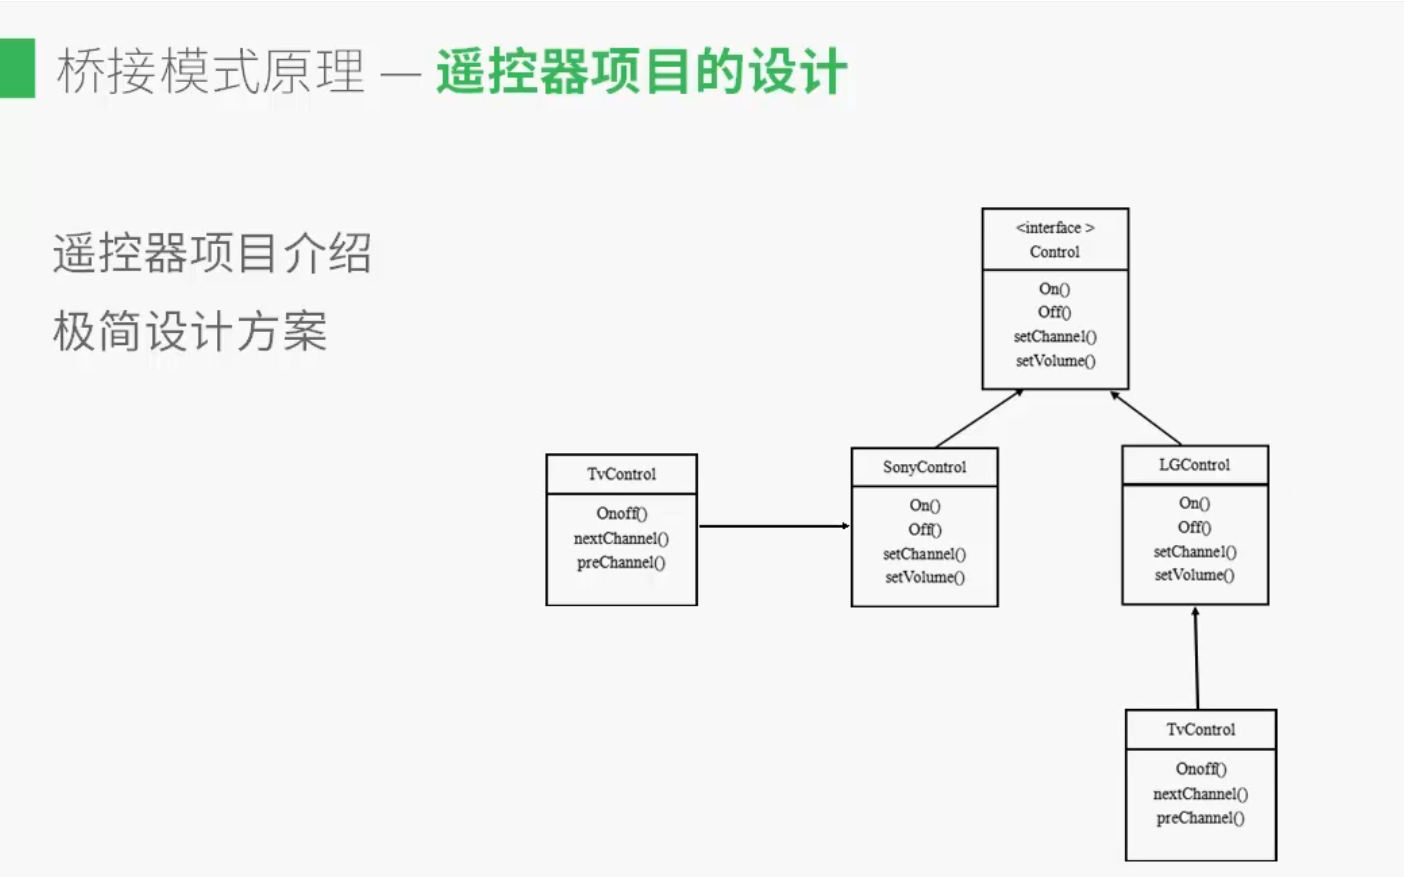 桥接模式原理 — 遥控器项目的设计
遥控器项目介绍
极简设计方案
<interface >
Control
On()
Off()
setChannel()
setVolume()
TvControl
Onoff()
nextChannel()
preChannel()
SonyControl
On()
Off()
setChannel()
setVolume()
LGControl
On()
Off()
setChannel()
setVolume()
TvControl
Onoff()
nextChannel()
preChannel()